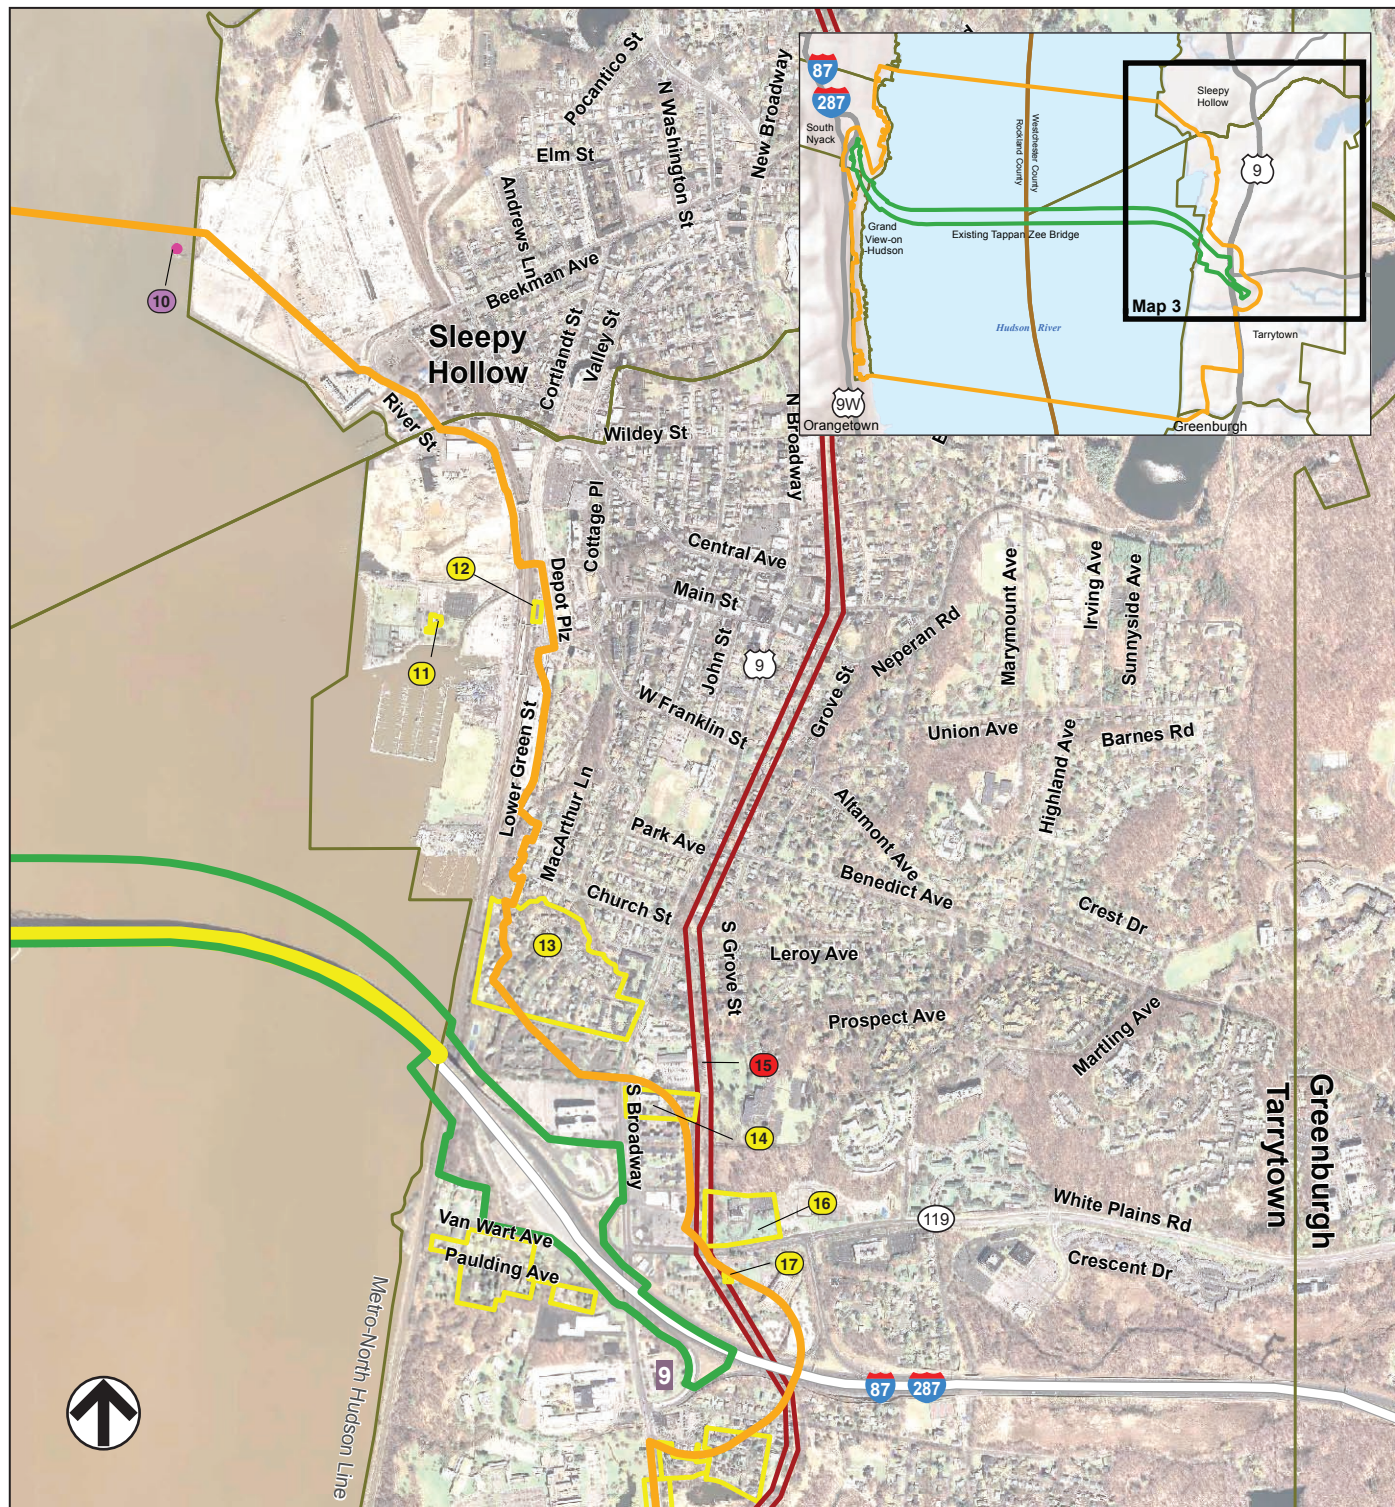 Pocantico St
N Washington St
New Broadway
Elm St
Andrews Ln
Beekman Ave
Sleepy
Hollow
Cortlandt St
Valley St
River St
Wildey St
N Broadway
10
87
287
South
Nyack
Grand
View-on
-Hudson
Westchester County
Rockland County
Existing Tappan Zee Bridge
Hudson River
Sleepy
Hollow
9
Map 3
Tarrytown
9W
Orangetown
Greenburgh
Cottage Pl
Central Ave
12
Depot Plz
Main St
11
John St
9
Neperan Rd
Marymount Ave
Irving Ave
Sunnyside Ave
W Franklin St
Grove St
Union Ave
Barnes Rd
Highland Ave
Lower Green St
MacArthur Ln
Park Ave
Altamont Ave
Benedict Ave
Church St
Crest Dr
13
S Grove St
Leroy Ave
Prospect Ave
Martling Ave
15
S Broadway
14
Greenburgh
Tarrytown
16
119
White Plains Rd
Van Wart Ave
Paulding Ave
17
Crescent Dr
Metro-North Hudson Line
9
87
287